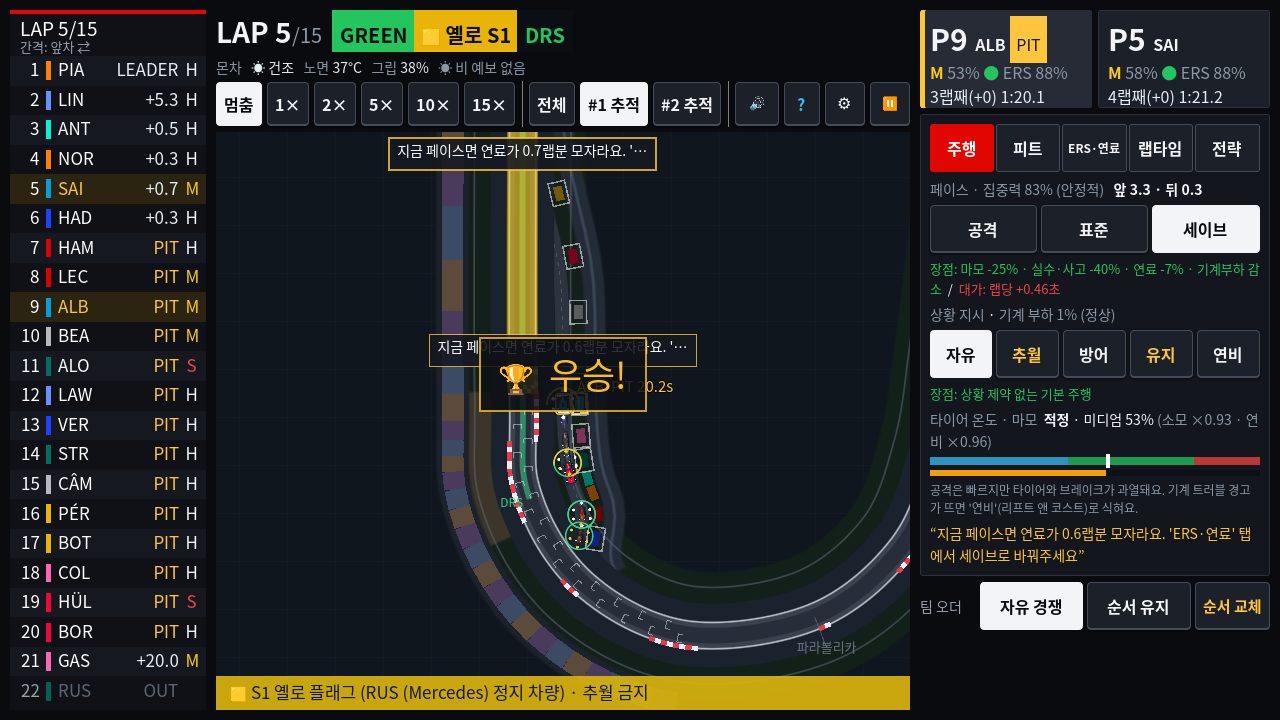 LAP 5/15
간격: 앞차 ⇄
1 PIA LEADER H
2 LIN +5.3 H
3 ANT +0.5 H
4 NOR +0.3 H
5 SAI +0.7 M
6 HAD +0.3 H
7 HAM PIT H
8 LEC PIT M
9 ALB PIT M
10 BEA PIT M
11 ALO PIT S
12 LAW PIT H
13 VER PIT H
14 STR PIT H
15 CÂM PIT H
16 PÉR PIT H
17 BOT PIT H
18 COL PIT H
19 HÜL PIT S
20 BOR PIT H
21 GAS +20.0 M
22 RUS OUT
LAP 5/15 GREEN 🟨 옐로 S1 DRS
몬차 ☀ 건조 노면 37°C 그립 38% ☀ 비 예보 없음
멈춤 1× 2× 5× 10× 15× 전체 #1 추적 #2 추적 🔊 ? ⚙ ⏸
지금 페이스면 연료가 0.7랩분 모자라요. '…
지금 페이스면 연료가 0.6랩분 모자라요. '…
🏆 우승!
20.2s
DRS
파라볼리카
🟨 S1 옐로 플래그 (RUS (Mercedes) 정지 차량) · 추월 금지
P9 ALB PIT
M 53% ERS 88%
3랩째(+0) 1:20.1
P5 SAI
M 58% ERS 88%
4랩째(+0) 1:21.2
주행 피트 ERS·연료 랩타임 전략
페이스 · 집중력 83% (안정적) 앞 3.3 · 뒤 0.3
공격 표준 세이브
장점: 마모 -25% · 실수·사고 -40% · 연료 -7% · 기계부하 감
소 / 대가: 랩당 +0.46초
상황 지시 · 기계 부하 1% (정상)
자유 추월 방어 유지 연비
장점: 상황 제약 없는 기본 주행
타이어 온도 · 마모 적정 · 미디엄 53% (소모 ×0.93 · 연
비 ×0.96)
공격은 빠르지만 타이어와 브레이크가 과열돼요. 기계 트러블 경고
가 뜨면 '연비'(리프트 앤 코스트)로 식혀요.
“지금 페이스면 연료가 0.6랩분 모자라요. 'ERS·연료' 탭
에서 세이브로 바꿔주세요”
팀 오더 자유 경쟁 순서 유지 순서 교체